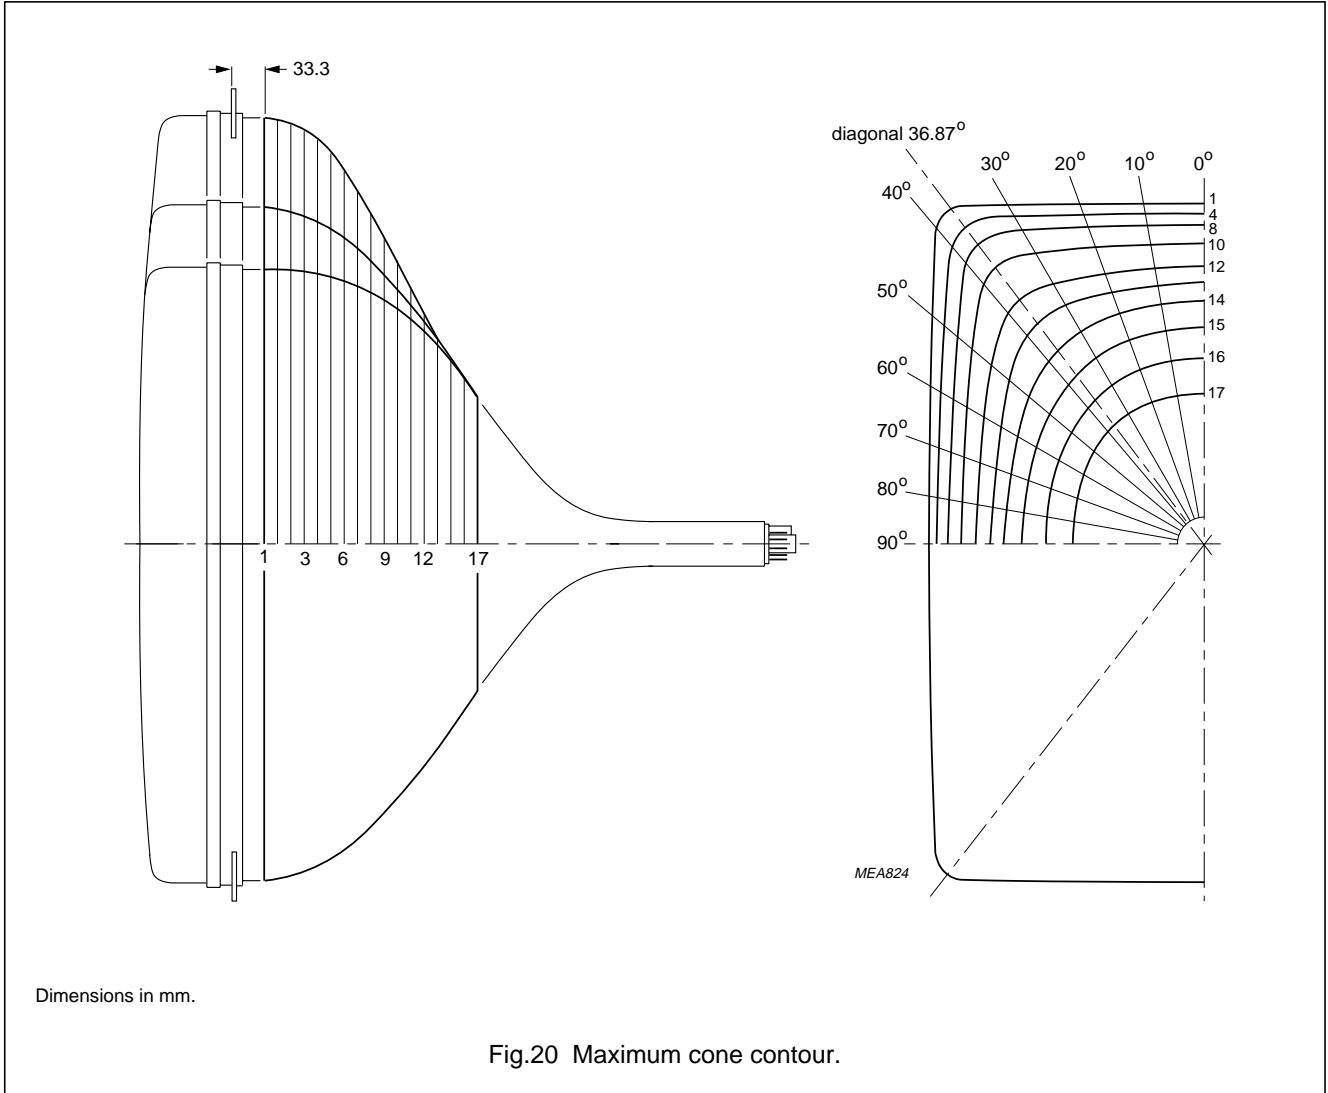 33.3
1 3 6 9 12 17
diagonal 36.87°
40° 30° 20° 10° 0°
50°
60°
70°
80°
90°
1
4
8
10
12
14
15
16
17
MEA824
Dimensions in mm.
Fig.20 Maximum cone contour.